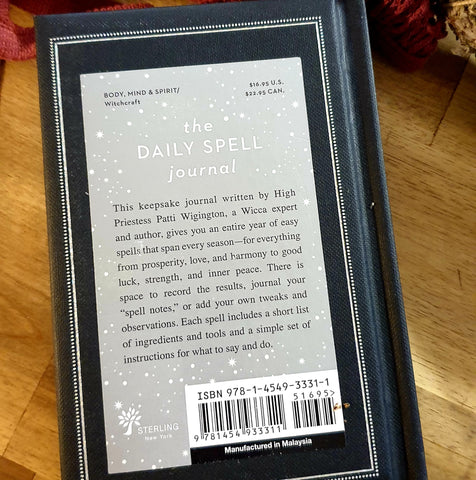 BODY, MIND & SPIRIT/
Witchcraft
$16.95 U.S.
$22.95 CAN.
the
DAILY SPELL
journal
This keepsake journal written by High
Priestess Patti Wigington, a Wicca expert
and author, gives you an entire year of easy
spells that span every season—for everything
from prosperity, love, and harmony to good
luck, strength, and inner peace. There is
space to record the results, journal your
“spell notes,” or add your own tweaks and
observations. Each spell includes a short list
of ingredients and tools and a simple set of
instructions for what to say and do.
STERLING
New York
ISBN 978-1-4549-3331-1
51695>
9 781454 933311
Manufactured in Malaysia